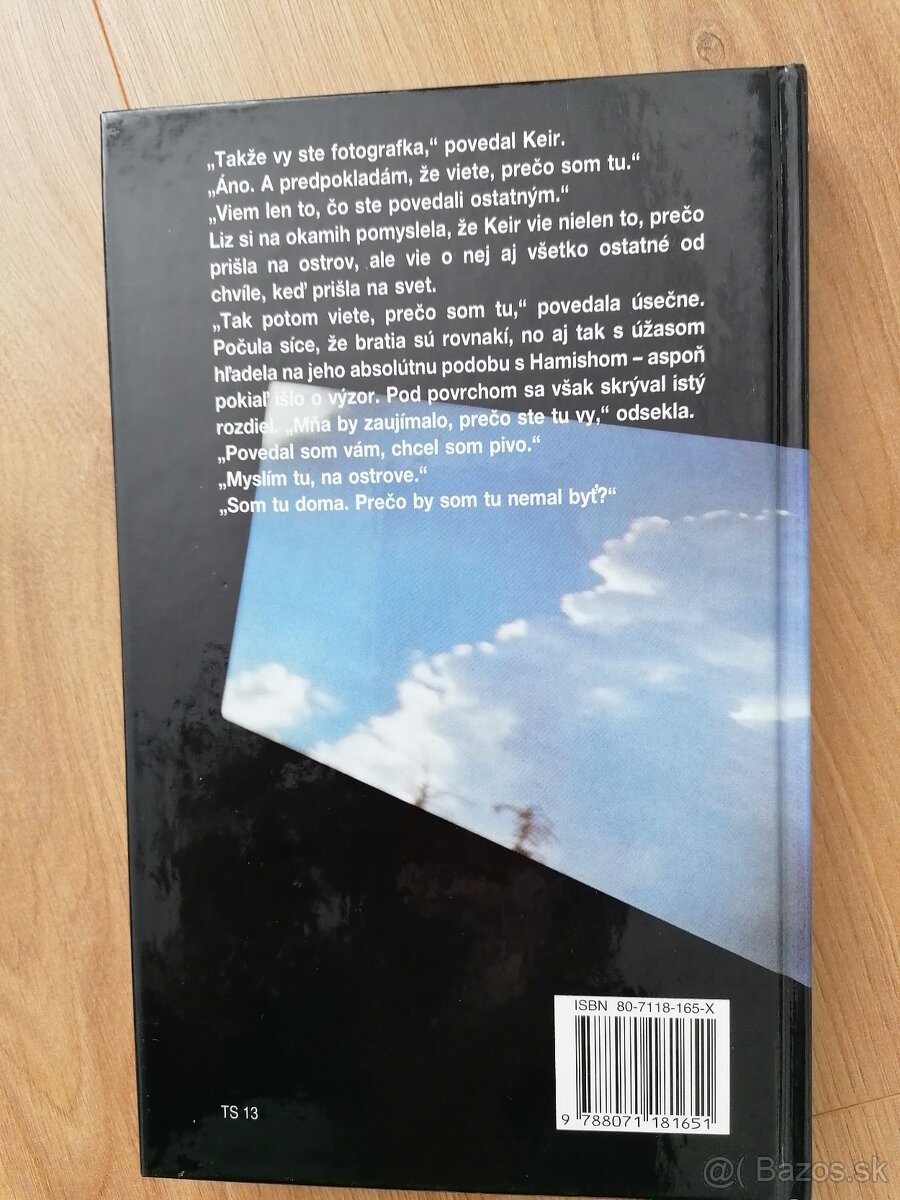 „Takže vy ste fotografka,“ povedal Keir.
„Áno. A predpokladám, že viete, prečo som tu.“
„Viem len to, čo ste povedali ostatným.“
Liz si na okamih pomyslela, že Keir vie nielen to, prečo
prišla na ostrov, ale vie o nej aj všetko ostatné od
chvíle, keď prišla na svet.
„Tak potom viete, prečo som tu,“ povedala úsečne.
Počula síce, že bratia sú rovnakí, no aj tak s úžasom
hľadela na jeho absolútnu podobu s Hamishom – aspoň
pokiaľ išlo o výzor. Pod povrchom sa však skrýval istý
rozdiel. „Mňa by zaujímalo, prečo ste tu vy,“ odsekla.
„Povedal som vám, chcel som pivo.“
„Myslím tu, na ostrove.“
„Som tu doma. Prečo by som tu nemal byť?“
ISBN 80-7118-165-X
9 788071 181651
TS 13
@( Bazos.sk